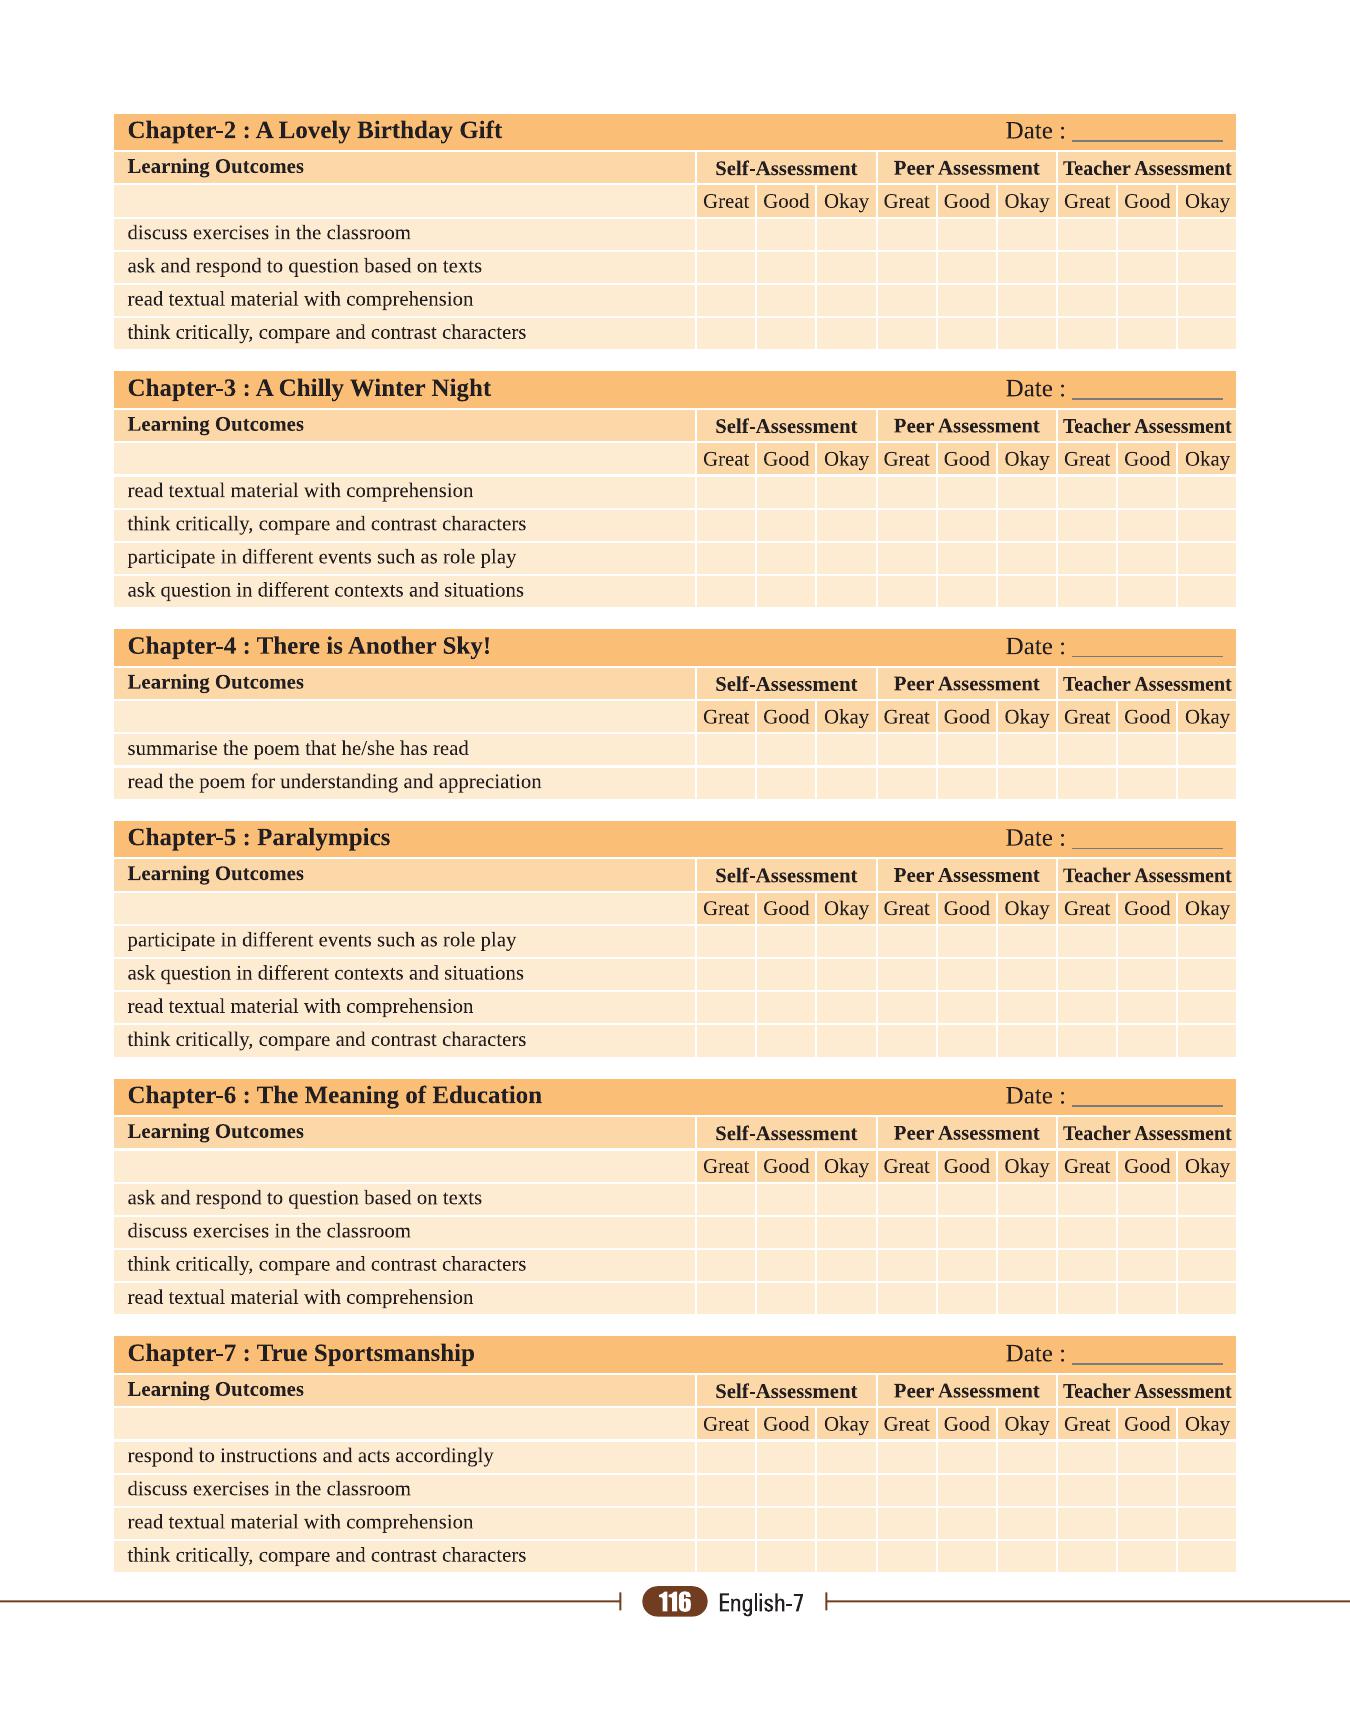 Chapter-2 : A Lovely Birthday Gift Date : ____________
Learning Outcomes Self-Assessment Peer Assessment Teacher Assessment
Great Good Okay Great Good Okay Great Good Okay
discuss exercises in the classroom
ask and respond to question based on texts
read textual material with comprehension
think critically, compare and contrast characters
Chapter-3 : A Chilly Winter Night Date : ____________
Learning Outcomes Self-Assessment Peer Assessment Teacher Assessment
Great Good Okay Great Good Okay Great Good Okay
read textual material with comprehension
think critically, compare and contrast characters
participate in different events such as role play
ask question in different contexts and situations
Chapter-4 : There is Another Sky! Date : ____________
Learning Outcomes Self-Assessment Peer Assessment Teacher Assessment
Great Good Okay Great Good Okay Great Good Okay
summarise the poem that he/she has read
read the poem for understanding and appreciation
Chapter-5 : Paralympics Date : ____________
Learning Outcomes Self-Assessment Peer Assessment Teacher Assessment
Great Good Okay Great Good Okay Great Good Okay
participate in different events such as role play
ask question in different contexts and situations
read textual material with comprehension
think critically, compare and contrast characters
Chapter-6 : The Meaning of Education Date : ____________
Learning Outcomes Self-Assessment Peer Assessment Teacher Assessment
Great Good Okay Great Good Okay Great Good Okay
ask and respond to question based on texts
discuss exercises in the classroom
think critically, compare and contrast characters
read textual material with comprehension
Chapter-7 : True Sportsmanship Date : ____________
Learning Outcomes Self-Assessment Peer Assessment Teacher Assessment
Great Good Okay Great Good Okay Great Good Okay
respond to instructions and acts accordingly
discuss exercises in the classroom
read textual material with comprehension
think critically, compare and contrast characters
116 English-7